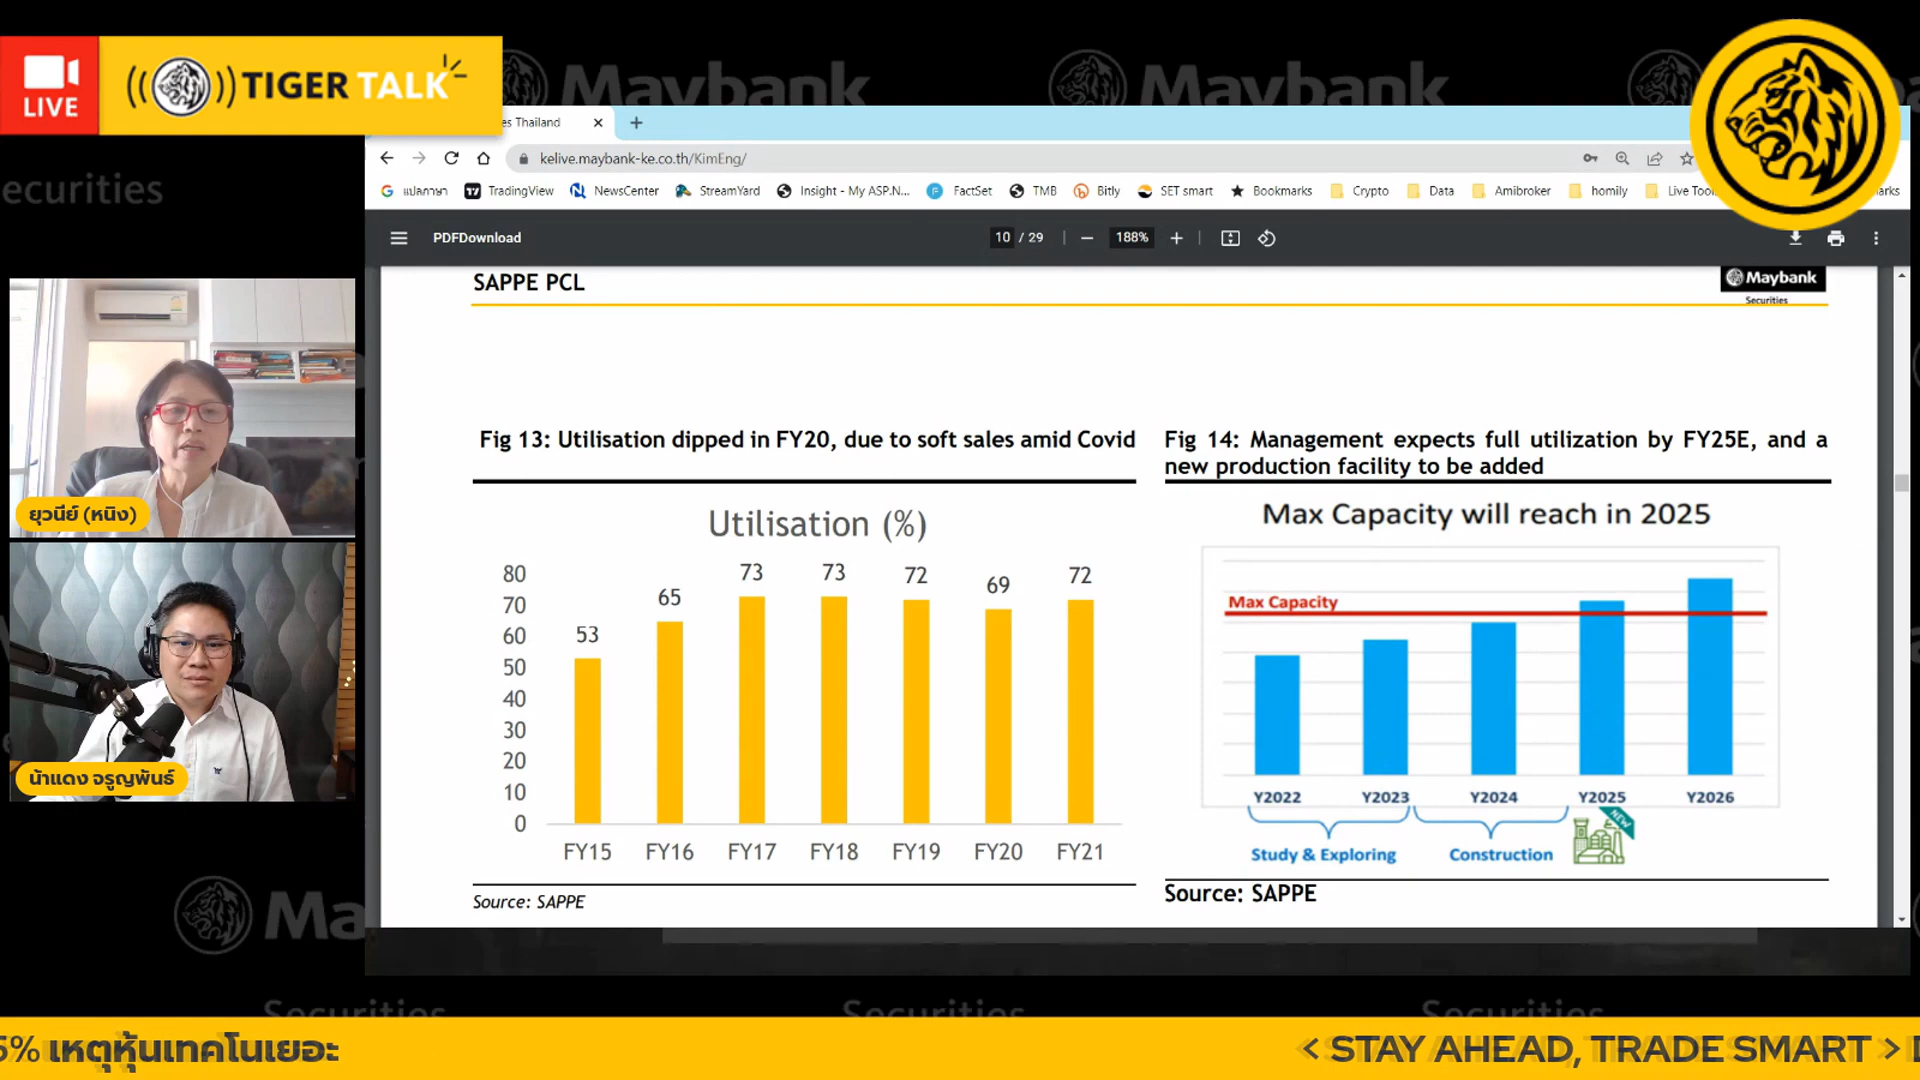 LIVE
TIGER TALK
Maybank
Maybank
ecurities
es Thailand
kelive.maybank-ke.co.th/KimEng/
แปลภาษา
TradingView
NewsCenter
StreamYard
Insight - My ASP.N...
FactSet
TMB
Bitly
SET smart
Bookmarks
Crypto
Data
Amibroker
homily
Live Tool
arks
PDFDownload
10 / 29
188%
SAPPE PCL
Maybank
Securities
Fig 13: Utilisation dipped in FY20, due to soft sales amid Covid
Utilisation (%)
80
70
60
50
40
30
20
10
0
53
65
73
73
72
69
72
FY15
FY16
FY17
FY18
FY19
FY20
FY21
Source: SAPPE
Fig 14: Management expects full utilization by FY25E, and a
new production facility to be added
Max Capacity will reach in 2025
Max Capacity
Y2022
Y2023
Y2024
Y2025
Y2026
Study & Exploring
Construction
NEW
Source: SAPPE
ยุวนีย์ (หนิง)
น้าแดง จรูญพันธ์
Ma
Securities
Securities
Securities
5% เหตุหุ้นเทคโนเยอะ
< STAY AHEAD, TRADE SMART >